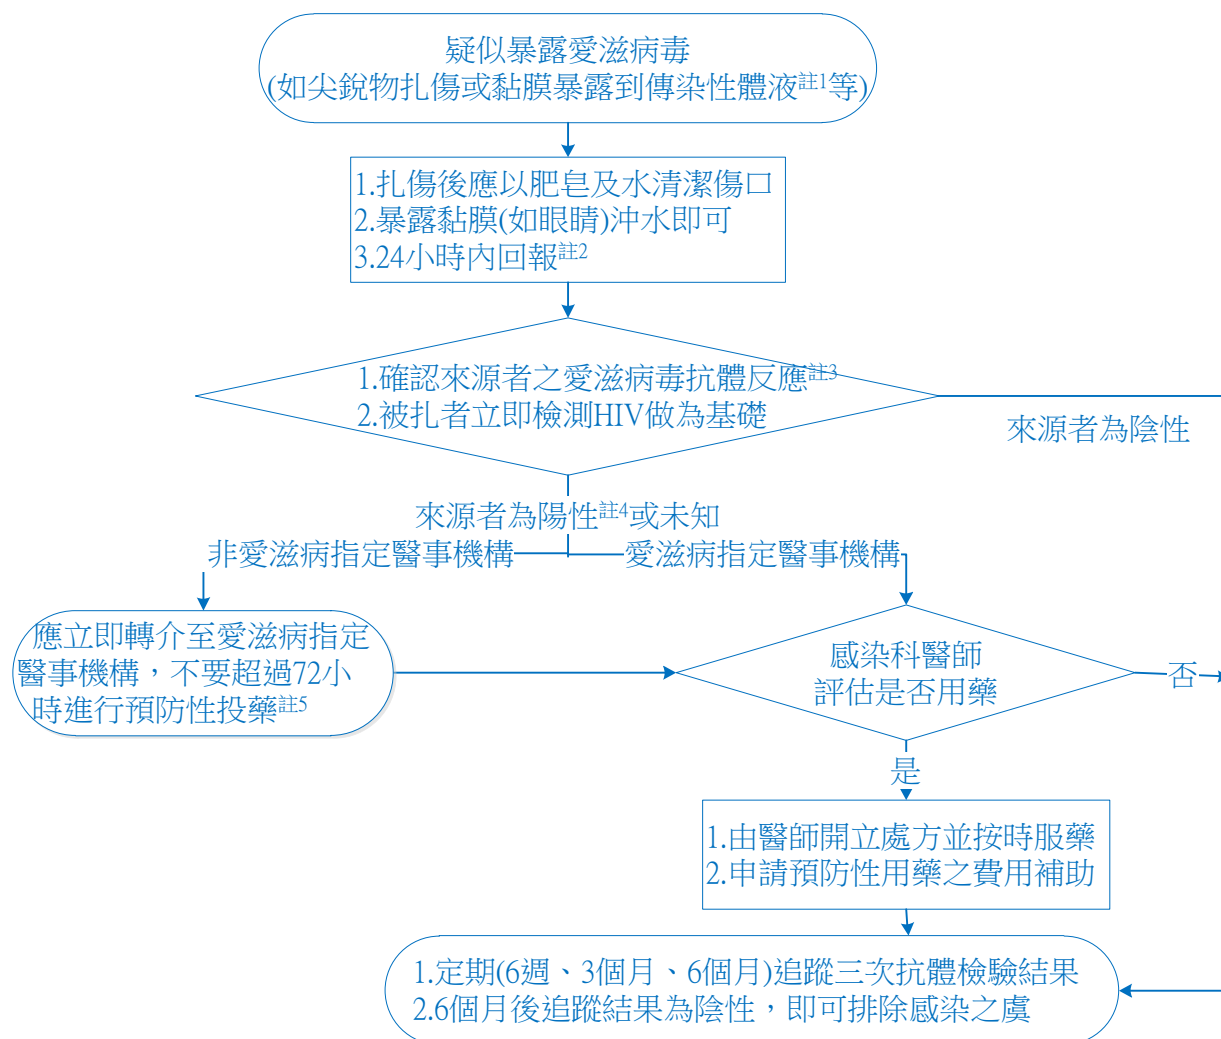 疑似暴露愛滋病毒
(如尖銳物扎傷或黏膜暴露到傳染性體液註1等)
1.扎傷後應以肥皂及水清潔傷口
2.暴露黏膜(如眼睛)沖水即可
3.24小時內回報註2
1.確認來源者之愛滋病毒抗體反應註3
2.被扎者立即檢測HIV做為基礎
來源者為陰性
來源者為陽性註4或未知
非愛滋病指定醫事機構
愛滋病指定醫事機構
應立即轉介至愛滋病指定
醫事機構，不要超過72小
時進行預防性投藥註5
感染科醫師
評估是否用藥
否
是
1.由醫師開立處方並按時服藥
2.申請預防性用藥之費用補助
1.定期(6週、3個月、6個月)追蹤三次抗體檢驗結果
2.6個月後追蹤結果為陰性，即可排除感染之虞